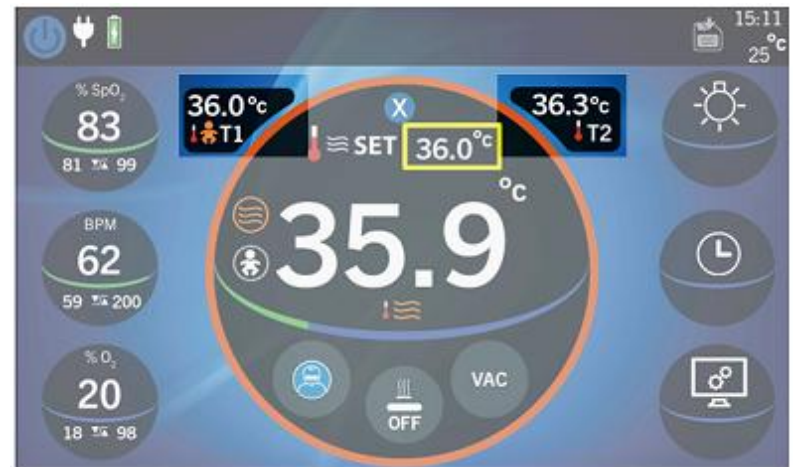 15:11
25°C
% SpO₂
83
81 99
36.0°C
T1
X
SET 36.0°C
36.3°C
T2
BPM
62
59 200
35.9°C
% O₂
20
18 98
OFF
VAC